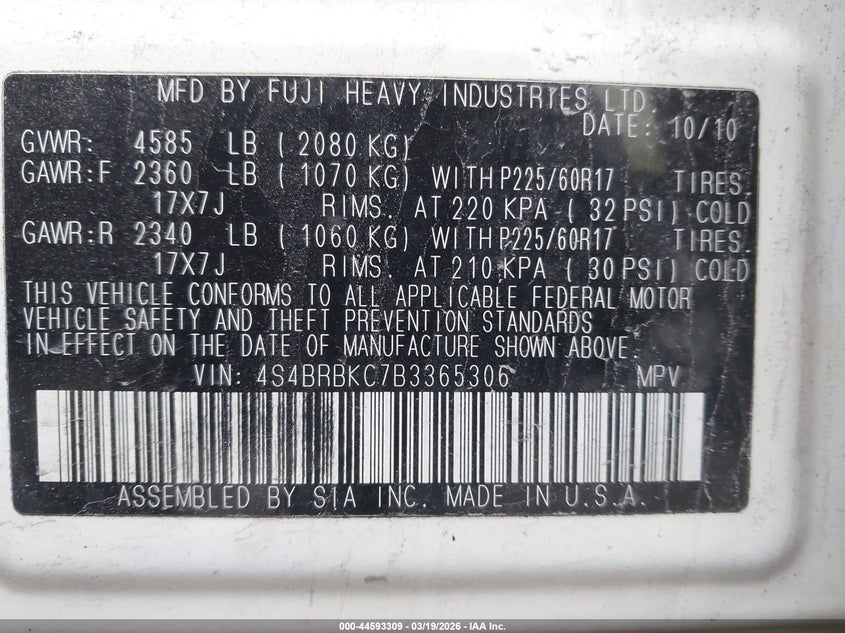 MFD BY FUJI HEAVY INDUSTRIES LTD
DATE: 10/10
GVWR: 4585 LB ( 2080 KG)
GAWR:F 2360 LB ( 1070 KG) WITH P225/60R17 TIRES.
17X7J RIMS. AT 220 KPA ( 32 PSI) COLD
GAWR:R 2340 LB ( 1060 KG) WITH P225/60R17 TIRES.
17X7J RIMS. AT 210 KPA ( 30 PSI) COLD
THIS VEHICLE CONFORMS TO ALL APPLICABLE FEDERAL MOTOR
VEHICLE SAFETY AND THEFT PREVENTION STANDARDS
IN EFFECT ON THE DATE OF MANUFACTURE SHOWN ABOVE.
VIN: 4S4BRBKC7B3365306 MPV
ASSEMBLED BY SIA INC. MADE IN U.S.A.
000-44593309 - 03/19/2026 - IAA Inc.